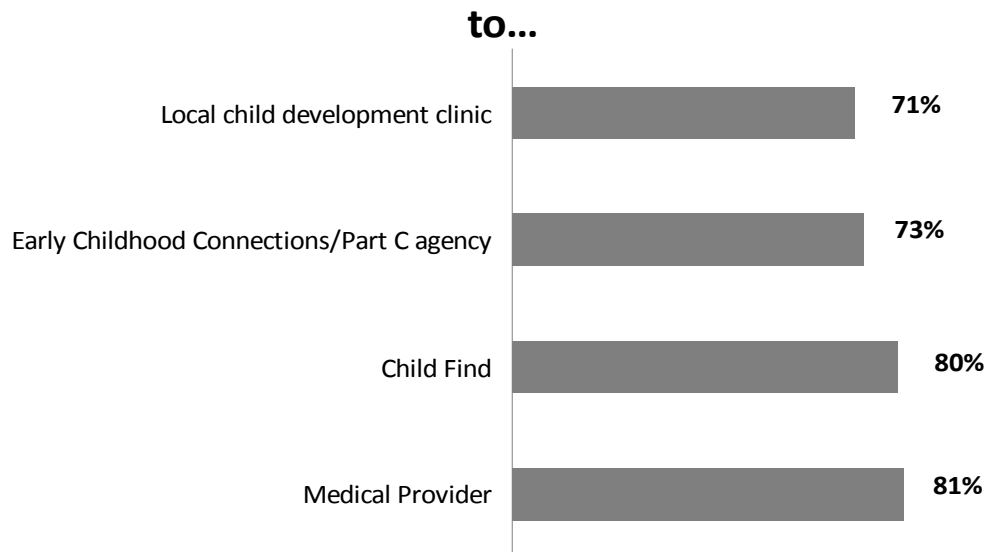 to...
Local child development clinic 71%
Early Childhood Connections/Part C agency 73%
Child Find 80%
Medical Provider 81%